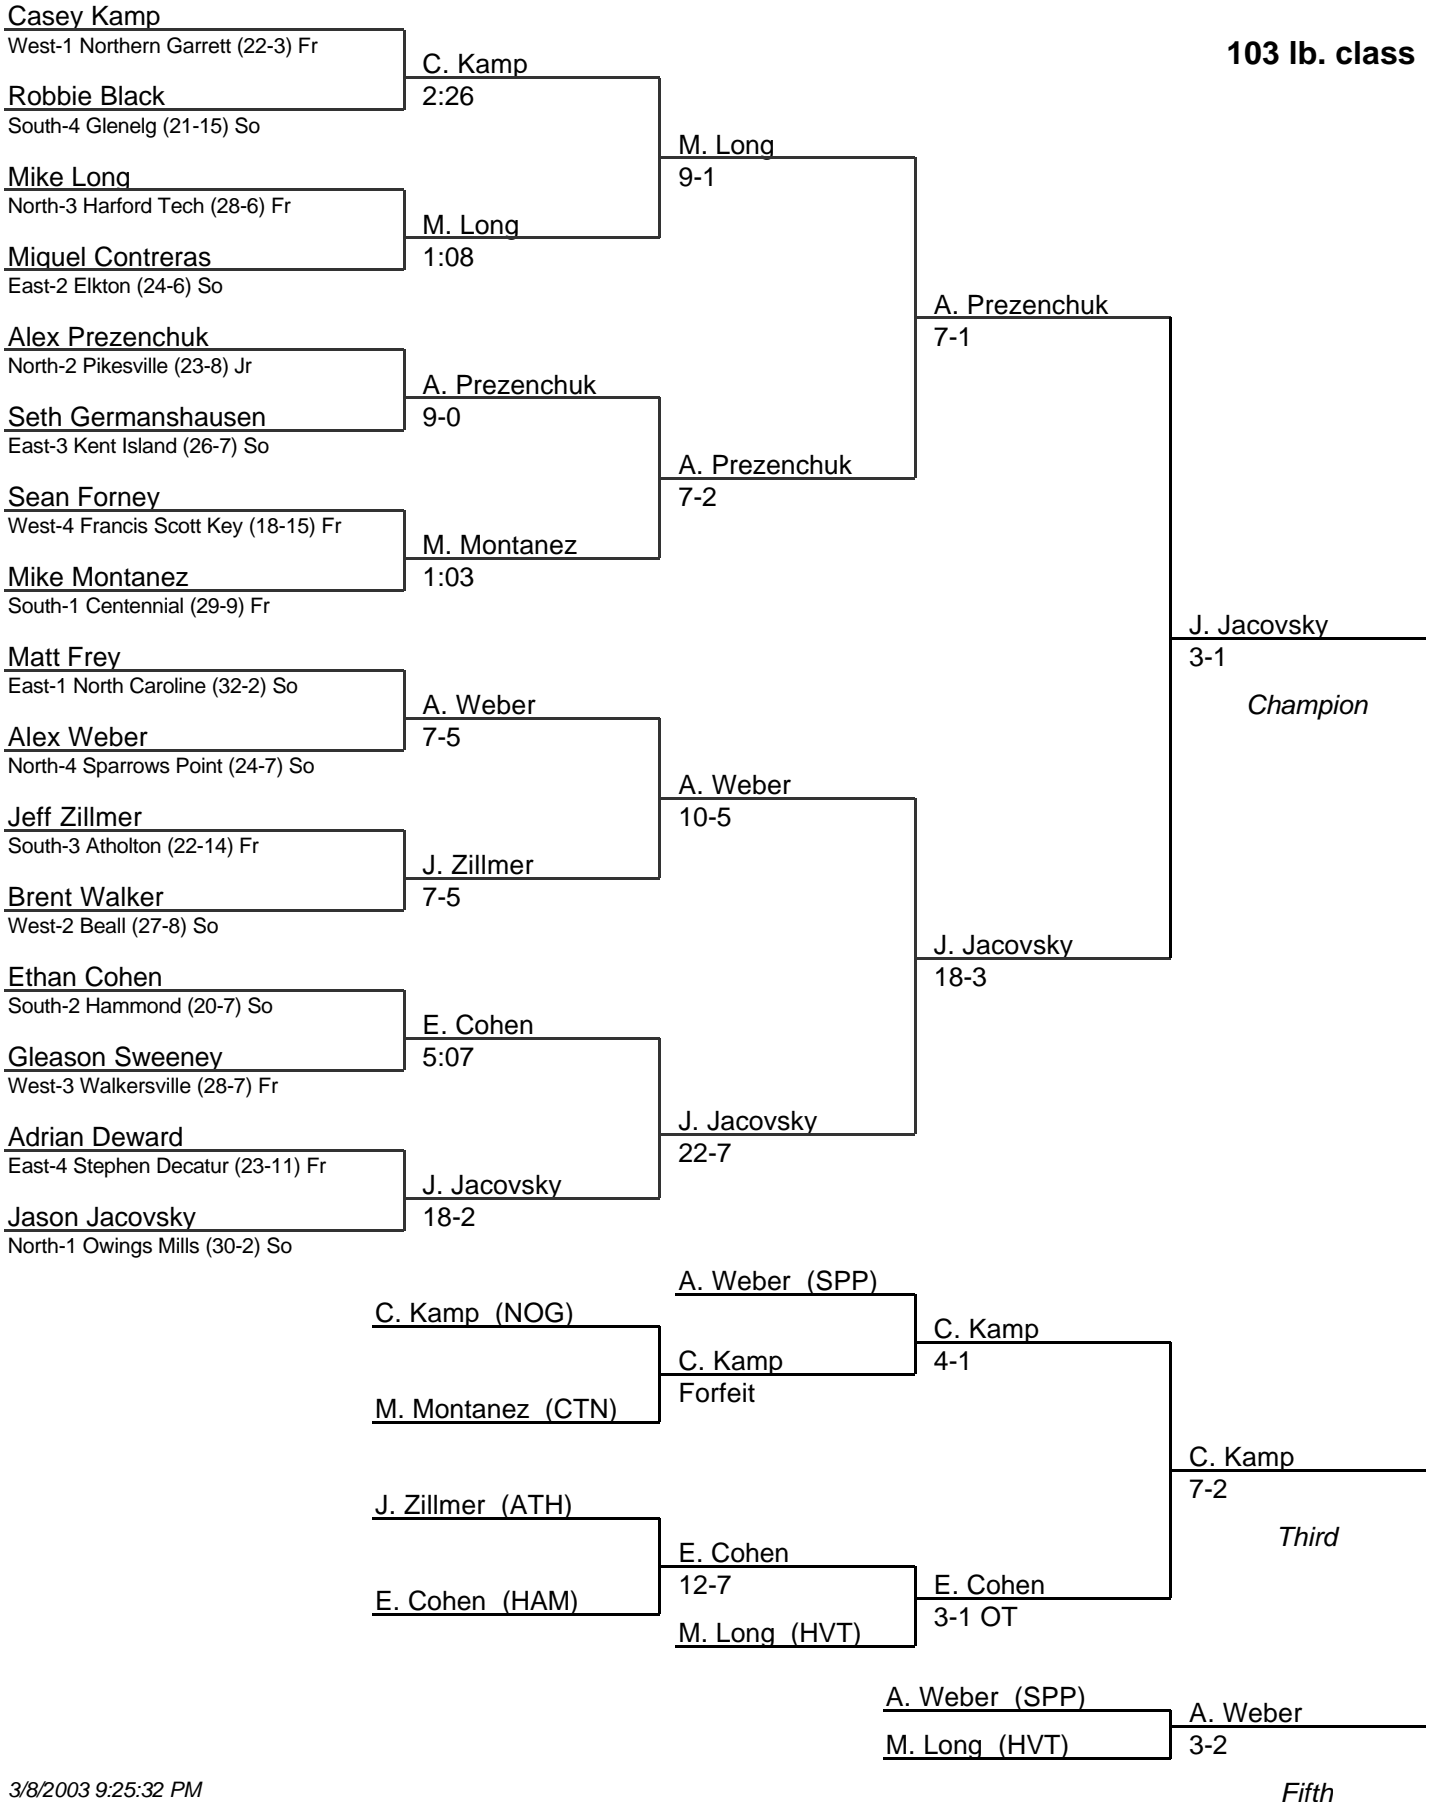 103 lb. class
Casey Kamp
West-1 Northern Garrett (22-3) Fr
C. Kamp
2:26
Robbie Black
South-4 Glenelg (21-15) So
M. Long
9-1
Mike Long
North-3 Harford Tech (28-6) Fr
M. Long
1:08
Miquel Contreras
East-2 Elkton (24-6) So
A. Prezenchuk
7-1
Alex Prezenchuk
North-2 Pikesville (23-8) Jr
A. Prezenchuk
9-0
Seth Germanshausen
East-3 Kent Island (26-7) So
A. Prezenchuk
7-2
Sean Forney
West-4 Francis Scott Key (18-15) Fr
M. Montanez
1:03
Mike Montanez
South-1 Centennial (29-9) Fr
J. Jacovsky
3-1
Champion
Matt Frey
East-1 North Caroline (32-2) So
A. Weber
7-5
Alex Weber
North-4 Sparrows Point (24-7) So
A. Weber
10-5
Jeff Zillmer
South-3 Atholton (22-14) Fr
J. Zillmer
7-5
Brent Walker
West-2 Beall (27-8) So
J. Jacovsky
18-3
Ethan Cohen
South-2 Hammond (20-7) So
E. Cohen
5:07
Gleason Sweeney
West-3 Walkersville (28-7) Fr
J. Jacovsky
22-7
Adrian Deward
East-4 Stephen Decatur (23-11) Fr
J. Jacovsky
18-2
Jason Jacovsky
North-1 Owings Mills (30-2) So
A. Weber (SPP)
C. Kamp (NOG)
C. Kamp
4-1
C. Kamp
Forfeit
M. Montanez (CTN)
C. Kamp
7-2
Third
J. Zillmer (ATH)
E. Cohen
12-7
E. Cohen (HAM)
E. Cohen
3-1 OT
M. Long (HVT)
A. Weber (SPP)
A. Weber
3-2
M. Long (HVT)
Fifth
3/8/2003 9:25:32 PM